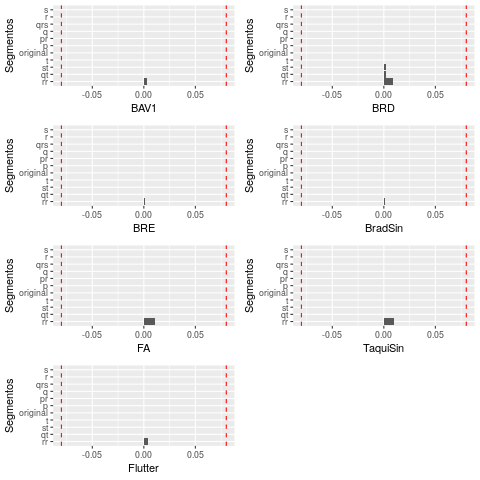 Segmentos
s
r
qrs
q
pr
p
original
t
st
qt
rr
-0.05 0.00 0.05
BAV1
Segmentos
s
r
qrs
q
pr
p
original
t
st
qt
rr
-0.05 0.00 0.05
BRD
Segmentos
s
r
qrs
q
pr
p
original
t
st
qt
rr
-0.05 0.00 0.05
BRE
Segmentos
s
r
qrs
q
pr
p
original
t
st
qt
rr
-0.05 0.00 0.05
BradSin
Segmentos
s
r
qrs
q
pr
p
original
t
st
qt
rr
-0.05 0.00 0.05
FA
Segmentos
s
r
qrs
q
pr
p
original
t
st
qt
rr
-0.05 0.00 0.05
TaquiSin
Segmentos
s
r
qrs
q
pr
p
original
t
st
qt
rr
-0.05 0.00 0.05
Flutter